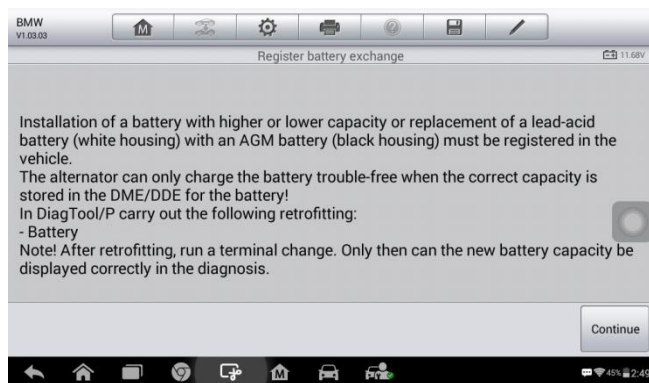 BMW
V1.03.03
Register battery exchange
11.68V
Installation of a battery with higher or lower capacity or replacement of a lead-acid
battery (white housing) with an AGM battery (black housing) must be registered in the
vehicle.
The alternator can only charge the battery trouble-free when the correct capacity is
stored in the DME/DDE for the battery!
In DiagTool/P carry out the following retrofitting:
- Battery
Note! After retrofitting, run a terminal change. Only then can the new battery capacity be
displayed correctly in the diagnosis.
Continue
45% 2:49